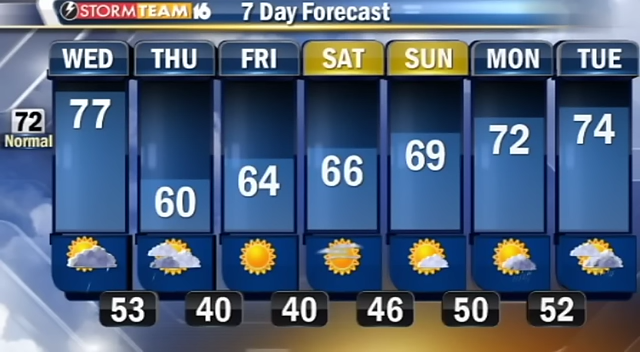 STORMTEAM 16 7 Day Forecast
WED THU FRI SAT SUN MON TUE
77 60 64 66 69 72 74
72
Normal
53 40 40 46 50 52